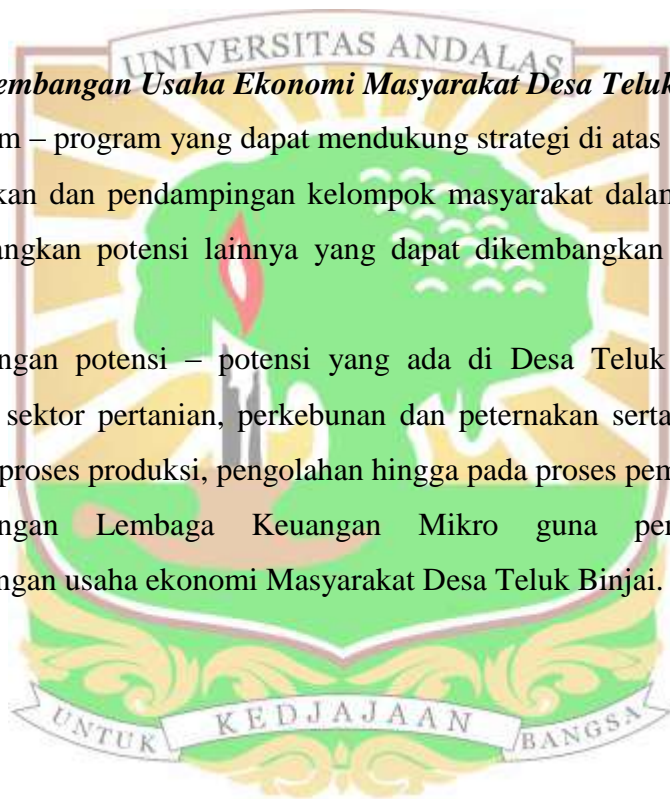 UNIVERSITAS ANDALAS
embangan Usaha Ekonomi Masyarakat Desa Teluk
m – program yang dapat mendukung strategi di atas
kan dan pendampingan kelompok masyarakat dalam
angkan potensi lainnya yang dapat dikembangkan
ngan potensi – potensi yang ada di Desa Teluk
sektor pertanian, perkebunan dan peternakan serta
proses produksi, pengolahan hingga pada proses pem
ngan Lembaga Keuangan Mikro guna per
ngan usaha ekonomi Masyarakat Desa Teluk Binjai.
UNTUK KEDJAJAAN BANGSA